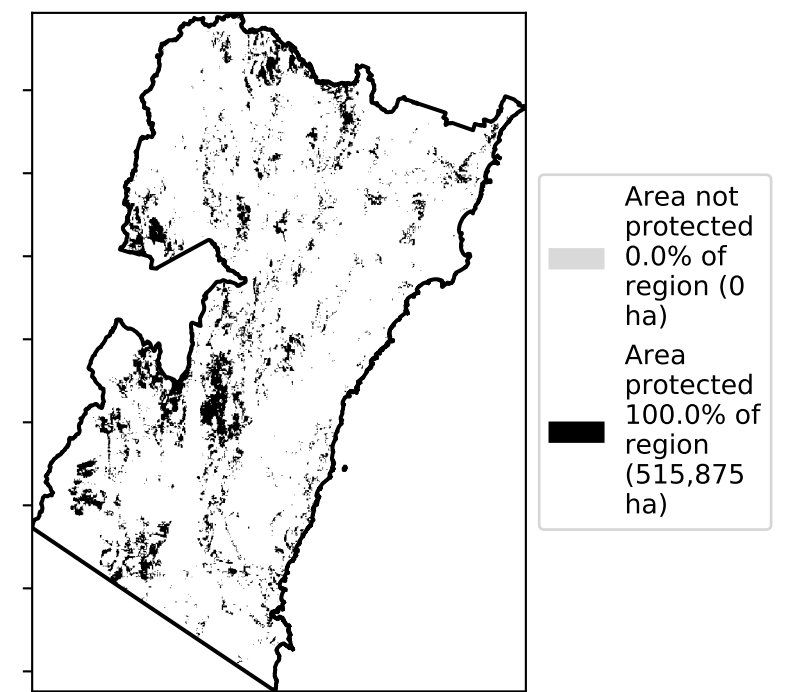 Area not
protected
0.0% of
region (0
ha)
Area
protected
100.0% of
region
(515,875
ha)